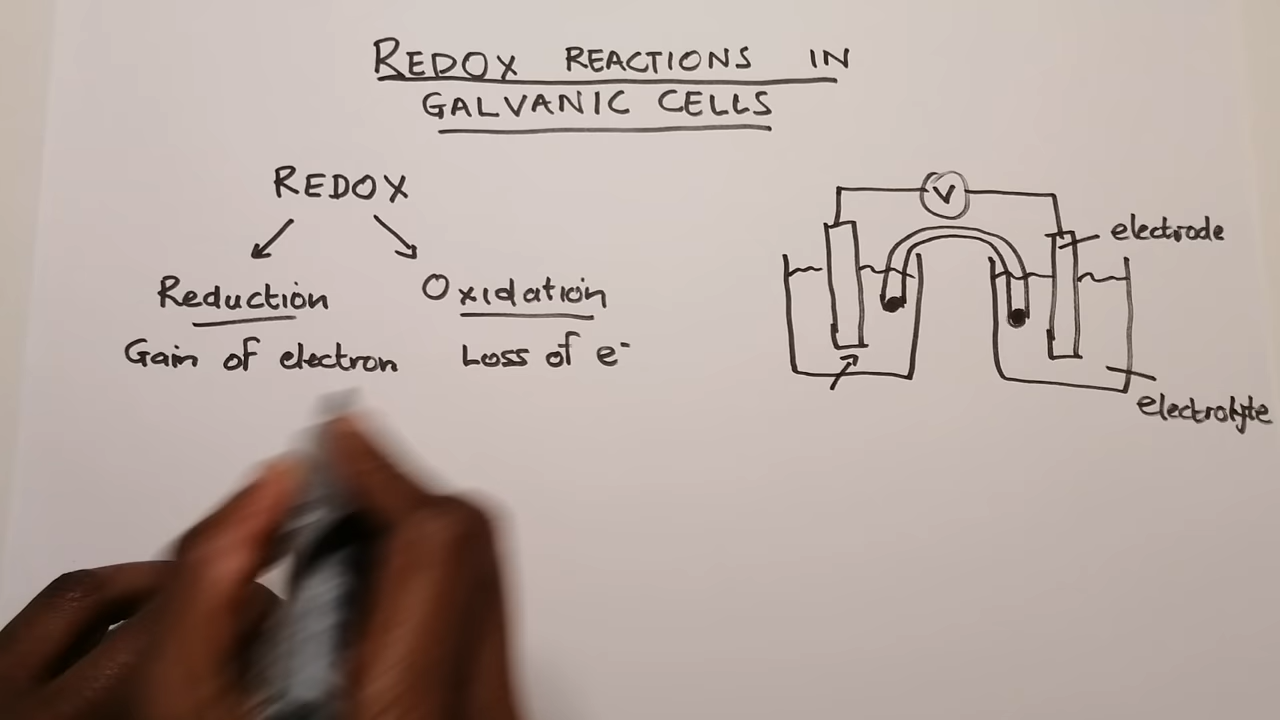 REDOX REACTIONS IN
GALVANIC CELLS
REDOX
Reduction Oxidation
Gain of electron Loss of e⁻
V
electrode
electrolyte